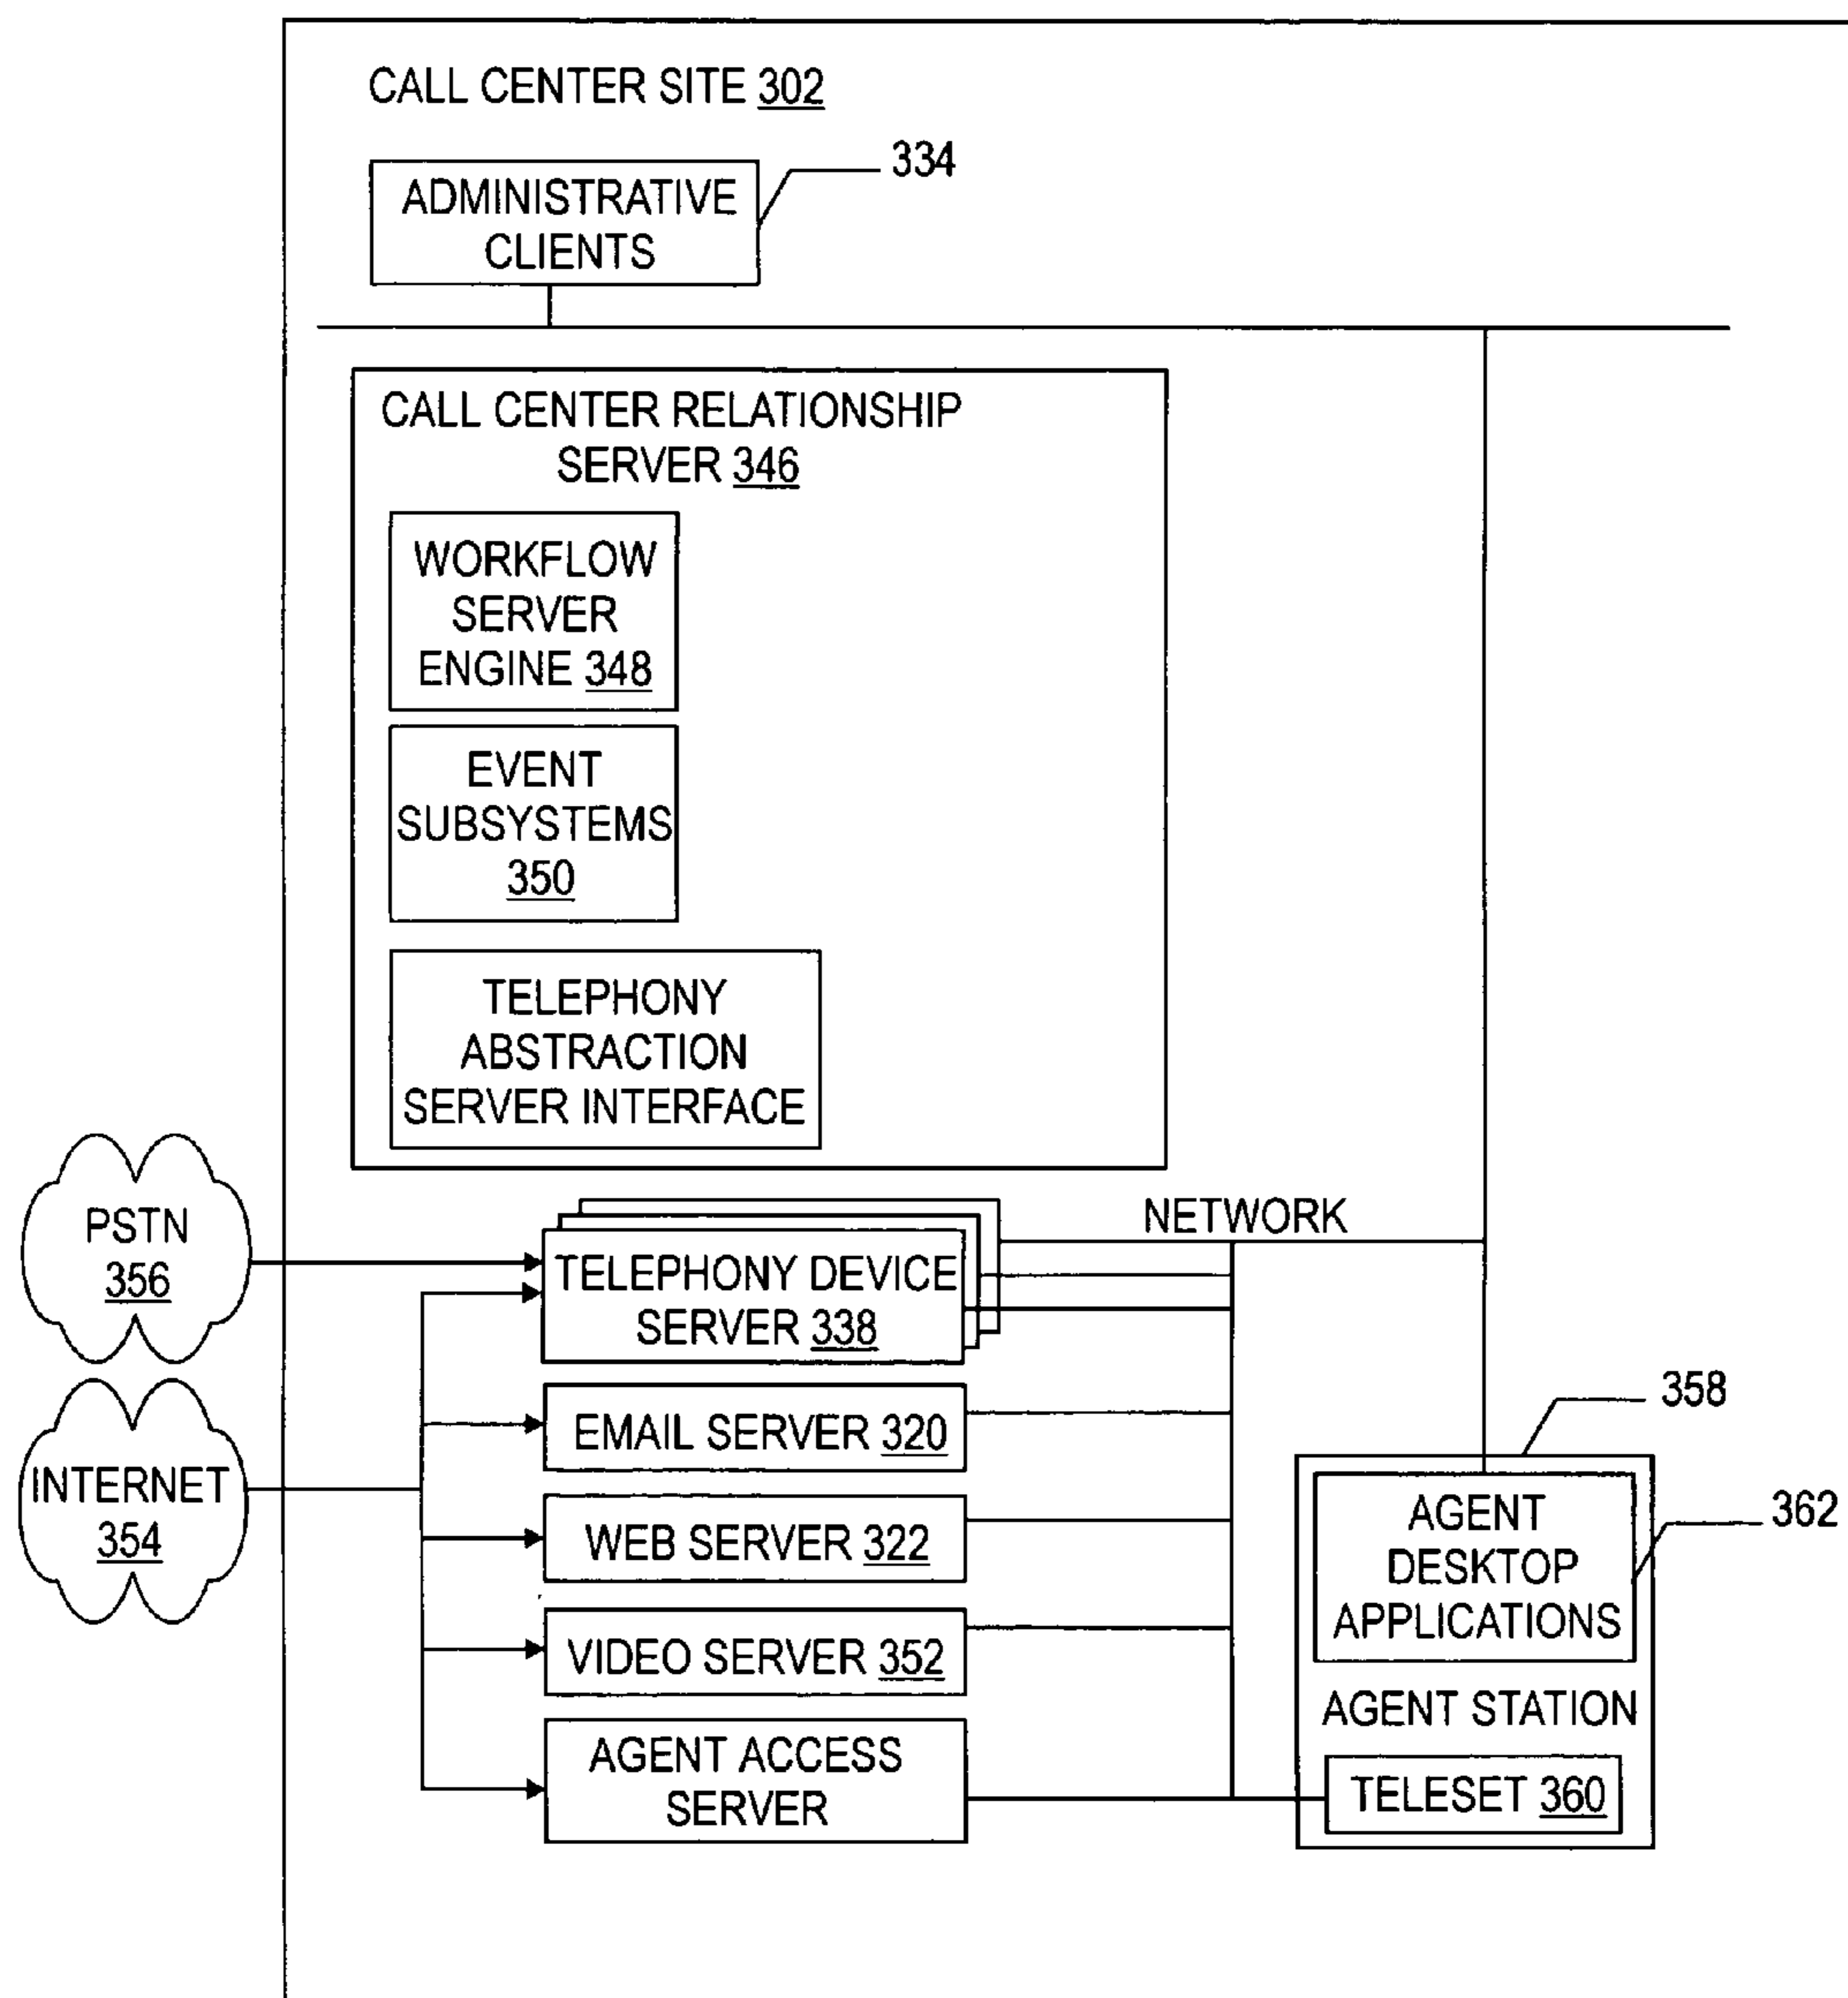 CALL CENTER SITE 302
334
ADMINISTRATIVE
CLIENTS
CALL CENTER RELATIONSHIP
SERVER 346
WORKFLOW
SERVER
ENGINE 348
EVENT
SUBSYSTEMS
350
TELEPHONY
ABSTRACTION
SERVER INTERFACE
PSTN
356
NETWORK
TELEPHONY DEVICE
SERVER 338
INTERNET
354
EMAIL SERVER 320
WEB SERVER 322
VIDEO SERVER 352
AGENT ACCESS
SERVER
358
AGENT
DESKTOP
APPLICATIONS
362
AGENT STATION
TELESET 360